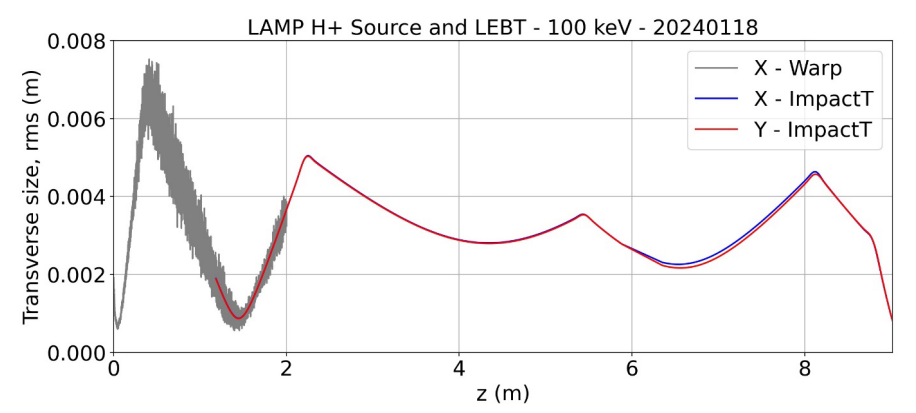 LAMP H+ Source and LEBT - 100 keV - 20240118
Transverse size, rms (m)
0.008
0.006
0.004
0.002
0.000
X - Warp
X - ImpactT
Y - ImpactT
0 2 4 6 8
z (m)